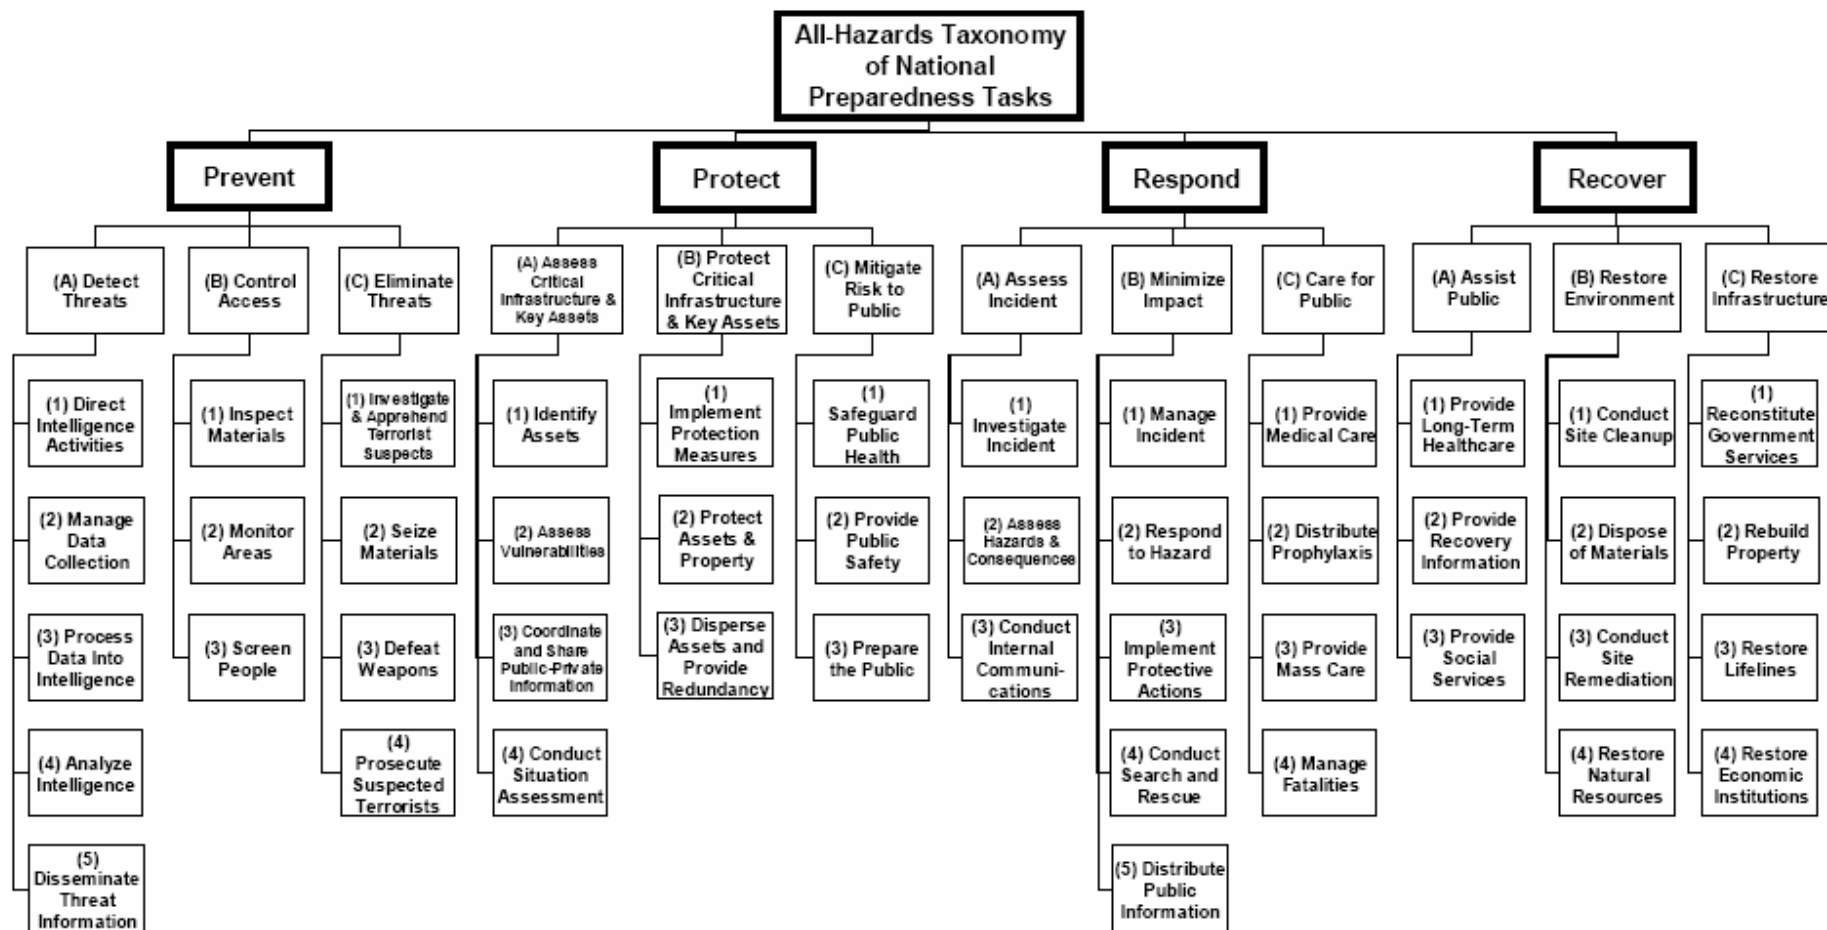 All-Hazards Taxonomy
of National
Preparedness Tasks
Prevent
Protect
Respond
Recover
(A) Detect
Threats
(B) Control
Access
(C) Eliminate
Threats
(A) Assess
Critical
Infrastructure &
Key Assets
(B) Protect
Critical
Infrastructure
& Key Assets
(C) Mitigate
Risk to
Public
(A) Assess
Incident
(B) Minimize
Impact
(C) Care for
Public
(A) Assist
Public
(B) Restore
Environment
(C) Restore
Infrastructure
(1) Direct
Intelligence
Activities
(1) Inspect
Materials
(1) Investigate
& Apprehend
Terrorist
Suspects
(1) Identify
Assets
(1)
Implement
Protection
Measures
(1)
Safeguard
Public
Health
(1)
Investigate
Incident
(1) Manage
Incident
(1) Provide
Medical Care
(1) Provide
Long-Term
Healthcare
(1) Conduct
Site Cleanup
(1)
Reconstitute
Government
Services
(2) Manage
Data
Collection
(2) Monitor
Areas
(2) Seize
Materials
(2) Assess
Vulnerabilities
(2) Protect
Assets &
Property
(2) Provide
Public
Safety
(2) Assess
Hazards &
Consequences
(2) Respond
to Hazard
(2) Distribute
Prophylaxis
(2) Provide
Recovery
Information
(2) Dispose
of Materials
(2) Rebuild
Property
(3) Process
Data Into
Intelligence
(3) Screen
People
(3) Defeat
Weapons
(3) Coordinate
and Share
Public-Private
Information
(3) Disperse
Assets and
Provide
Redundancy
(3) Prepare
the Public
(3) Conduct
Internal
Communi-
cations
(3)
Implement
Protective
Actions
(3) Provide
Mass Care
(3) Provide
Social
Services
(3) Conduct
Site
Remediation
(3) Restore
Lifelines
(4) Analyze
Intelligence
(4)
Prosecute
Suspected
Terrorists
(4) Conduct
Situation
Assessment
(4) Conduct
Search and
Rescue
(4) Manage
Fatalities
(4) Restore
Natural
Resources
(4) Restore
Economic
Institutions
(5)
Disseminate
Threat
Information
(5) Distribute
Public
Information